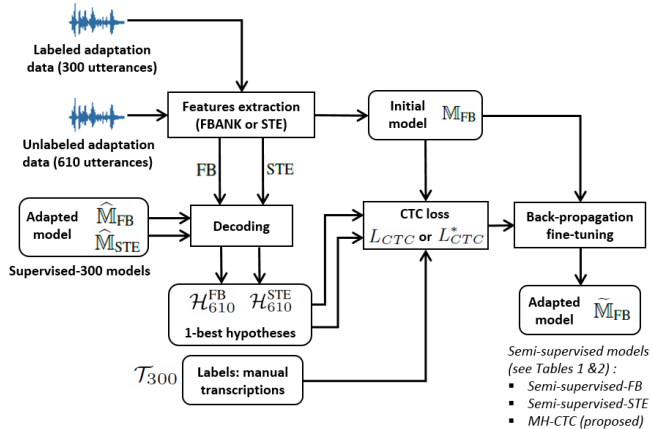 Labeled adaptation
data (300 utterances)
Features extraction
(FBANK or STE)
Initial
model 𝕄_FB
Unlabeled adaptation
data (610 utterances)
FB
STE
Adapted
model
𝕄̂_FB
𝕄̂_STE
Supervised-300 models
Decoding
CTC loss
L_CTC or L*_CTC
Back-propagation
fine-tuning
ℋ^FB_610 ℋ^STE_610
1-best hypotheses
Adapted
model 𝕄̃_FB
𝒯_300
Labels: manual
transcriptions
Semi-supervised models
(see Tables 1 &2) :
▪ Semi-supervised-FB
▪ Semi-supervised-STE
▪ MH-CTC (proposed)